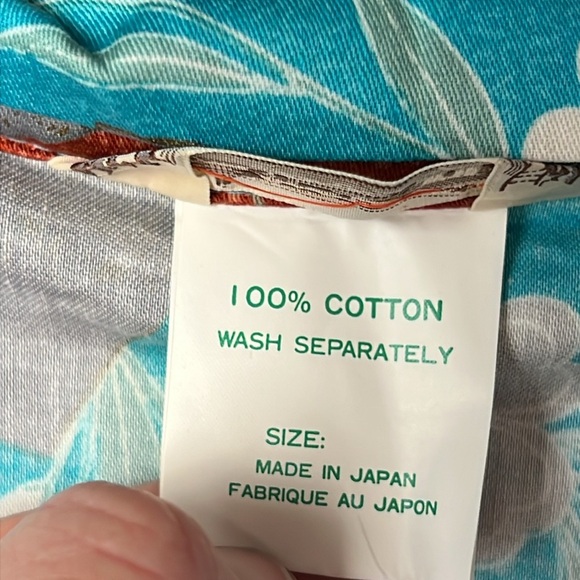 100% COTTON
WASH SEPARATELY
SIZE:
MADE IN JAPAN
FABRIQUE AU JAPON